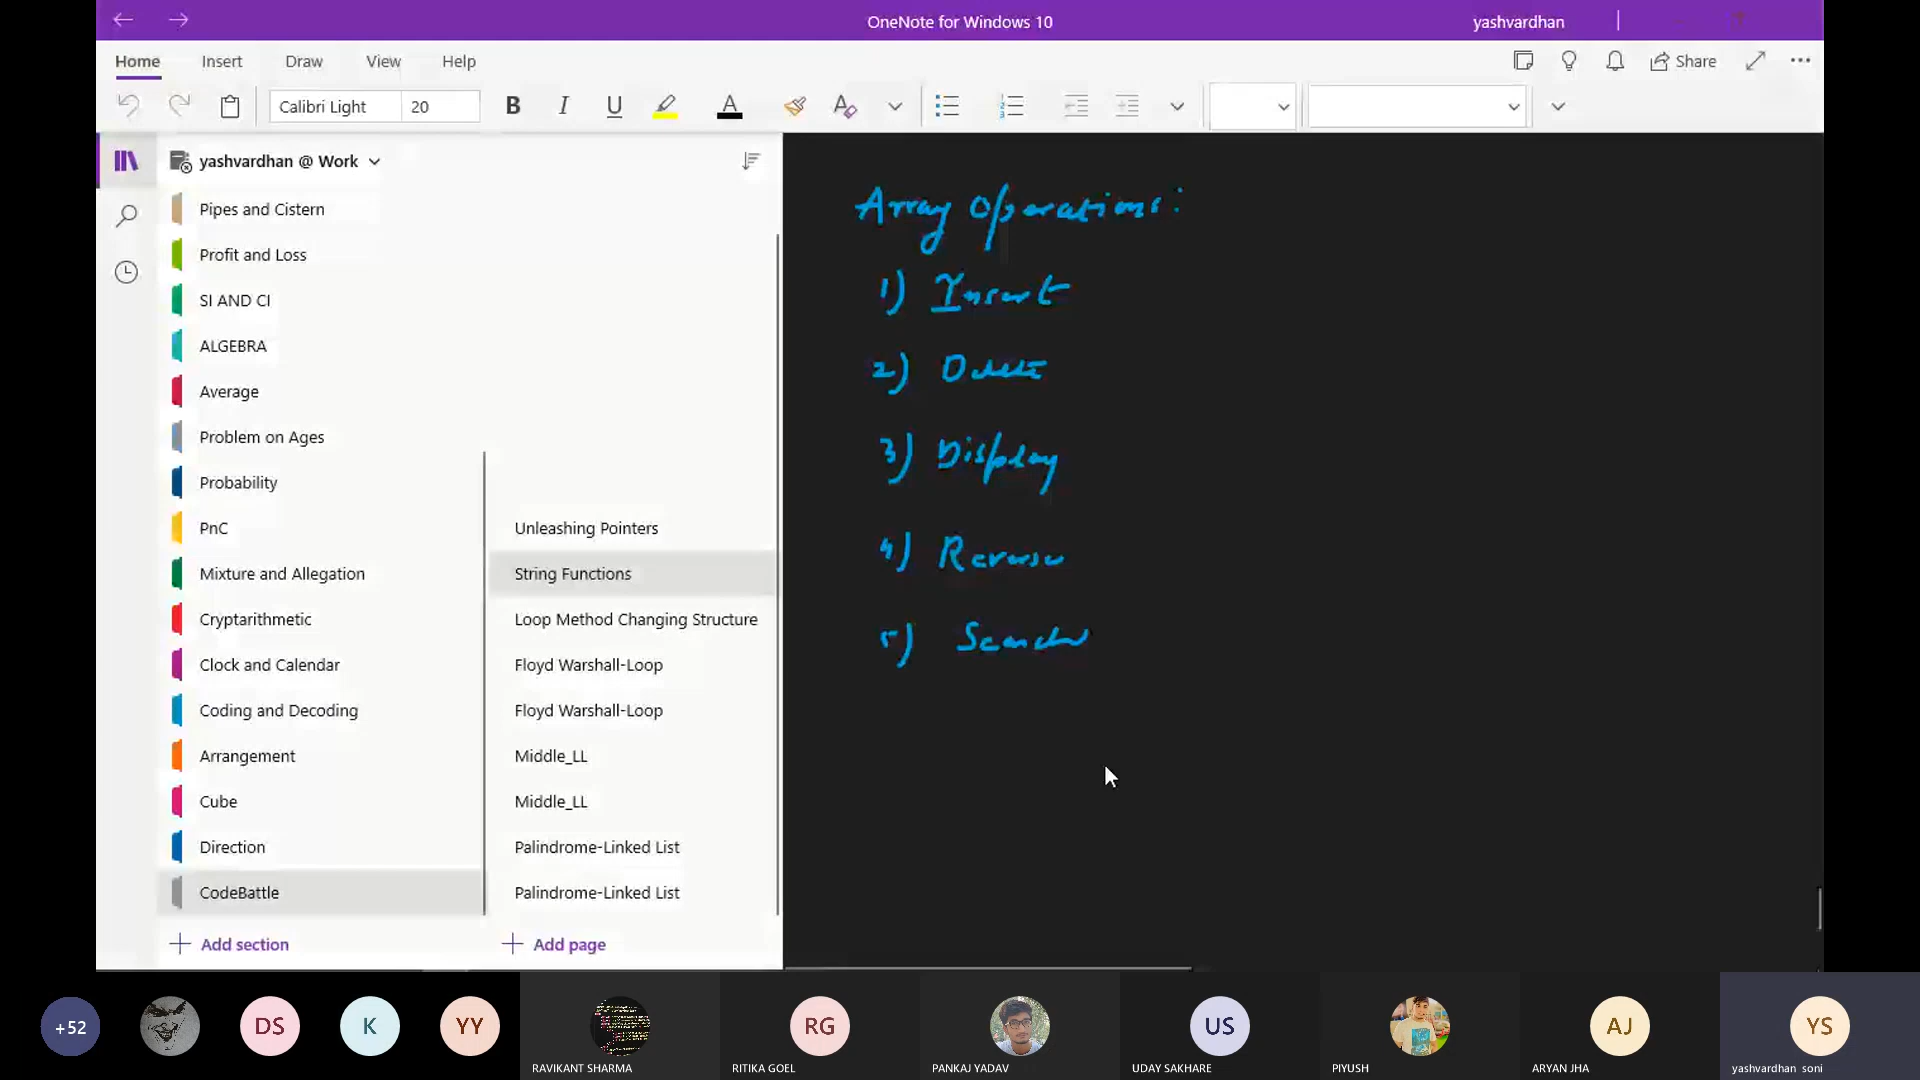 OneNote for Windows 10
yashvardhan
Home Insert Draw View Help
Share
Calibri Light 20 B I U A A
yashvardhan @ Work
Pipes and Cistern
Profit and Loss
SI AND CI
ALGEBRA
Average
Problem on Ages
Probability
PnC
Mixture and Allegation
Cryptarithmetic
Clock and Calendar
Coding and Decoding
Arrangement
Cube
Direction
CodeBattle
Add section
Unleashing Pointers
String Functions
Loop Method Changing Structure
Floyd Warshall-Loop
Floyd Warshall-Loop
Middle_LL
Middle_LL
Palindrome-Linked List
Palindrome-Linked List
Add page
Array Operations:
1) Insert
2) Delete
3) Display
4) Reverse
5) Search
+52
DS
K
YY
RAVIKANT SHARMA
RG
RITIKA GOEL
PANKAJ YADAV
US
UDAY SAKHARE
PIYUSH
AJ
ARYAN JHA
YS
yashvardhan soni